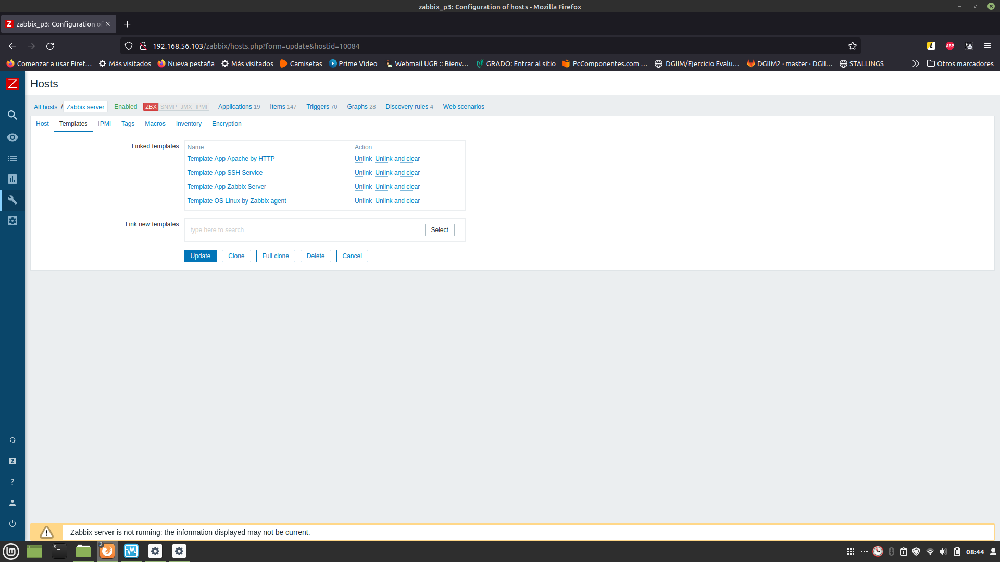 zabbix_p3: Configuration of hosts - Mozilla Firefox
Z zabbix_p3: Configuration of
192.168.56.103/zabbix/hosts.php?form=update&hostid=10084
ABP
Comenzar a usar Firef… Más visitados Nueva pestaña Más visitados Camisetas Prime Video Webmail UGR :: Bienv… GRADO: Entrar al sitio PcComponentes.com … DGIIM/Ejercicio Evalu… DGIIM2 · master · DGII… STALLINGS Otros marcadores
Z
Hosts
All hosts / Zabbix server Enabled ZBX SNMP JMX IPMI Applications 19 Items 147 Triggers 70 Graphs 28 Discovery rules 4 Web scenarios
Host Templates IPMI Tags Macros Inventory Encryption
Linked templates
Name Action
Template App Apache by HTTP Unlink Unlink and clear
Template App SSH Service Unlink Unlink and clear
Template App Zabbix Server Unlink Unlink and clear
Template OS Linux by Zabbix agent Unlink Unlink and clear
Link new templates type here to search Select
Update Clone Full clone Delete Cancel
Z
?
Zabbix server is not running: the information displayed may not be current.
2
08:44